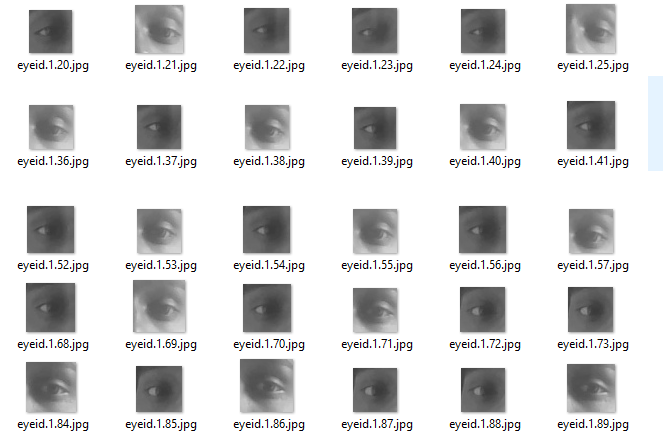 eyeid.1.20.jpg eyeid.1.21.jpg eyeid.1.22.jpg eyeid.1.23.jpg eyeid.1.24.jpg eyeid.1.25.jpg
eyeid.1.36.jpg eyeid.1.37.jpg eyeid.1.38.jpg eyeid.1.39.jpg eyeid.1.40.jpg eyeid.1.41.jpg
eyeid.1.52.jpg eyeid.1.53.jpg eyeid.1.54.jpg eyeid.1.55.jpg eyeid.1.56.jpg eyeid.1.57.jpg
eyeid.1.68.jpg eyeid.1.69.jpg eyeid.1.70.jpg eyeid.1.71.jpg eyeid.1.72.jpg eyeid.1.73.jpg
eyeid.1.84.jpg eyeid.1.85.jpg eyeid.1.86.jpg eyeid.1.87.jpg eyeid.1.88.jpg eyeid.1.89.jpg